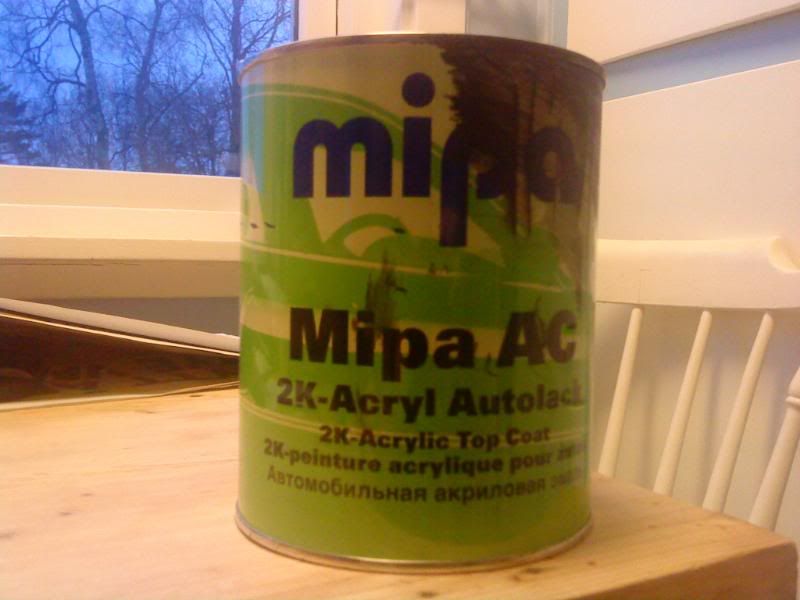 mipa
Mipa AC
2K-Acryl Autolack
2K-Acrylic Top Coat
2K-peinture acrylique pour
Автомобильная акриловая